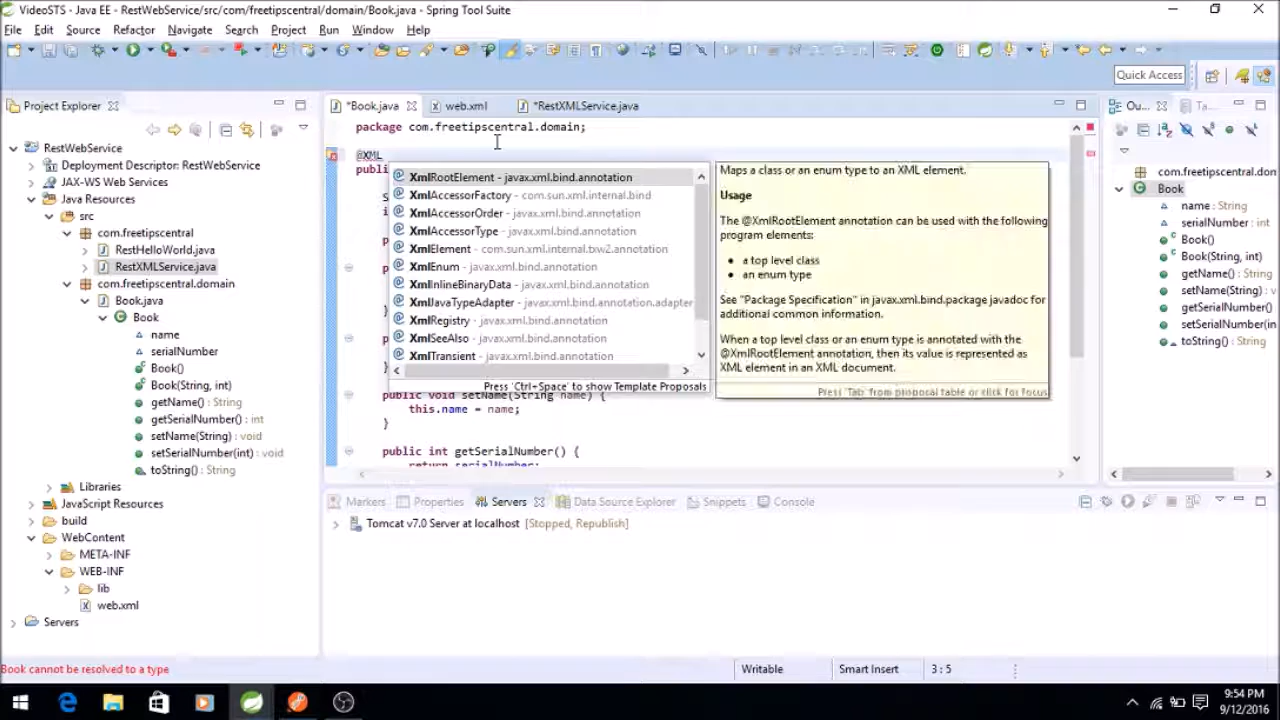 VideoSTS - Java EE - RestWebService/src/com/freetipscentral/domain/Book.java - Spring Tool Suite
File Edit Source Refactor Navigate Search Project Run Window Help
Quick Access
Project Explorer
RestWebService
Deployment Descriptor: RestWebService
JAX-WS Web Services
Java Resources
src
com.freetipscentral
RestHelloWorld.java
RestXMLService.java
com.freetipscentral.domain
Book.java
Book
name
serialNumber
Book()
Book(String, int)
getName() : String
getSerialNumber() : int
setName(String) : void
setSerialNumber(int) : void
toString() : String
Libraries
JavaScript Resources
build
WebContent
META-INF
WEB-INF
lib
web.xml
Servers
*Book.java web.xml *RestXMLService.java
package com.freetipscentral.domain;
@XML
publi
S
i
p
p
}
p
}
XmlRootElement - javax.xml.bind.annotation
XmlAccessorFactory - com.sun.xml.internal.bind
XmlAccessorOrder - javax.xml.bind.annotation
XmlAccessorType - javax.xml.bind.annotation
XmlElement - com.sun.xml.internal.txw2.annotation
XmlEnum - javax.xml.bind.annotation
XmlInlineBinaryData - javax.xml.bind.annotation
XmlJavaTypeAdapter - javax.xml.bind.annotation.adapter
XmlRegistry - javax.xml.bind.annotation
XmlSeeAlso - javax.xml.bind.annotation
XmlTransient - javax.xml.bind.annotation
Press 'Ctrl+Space' to show Template Proposals
Maps a class or an enum type to an XML element.
Usage
The @XmlRootElement annotation can be used with the following
program elements:
• a top level class
• an enum type
See "Package Specification" in javax.xml.bind.package javadoc for
additional common information.
When a top level class or an enum type is annotated with the
@XmlRootElement annotation, then its value is represented as
XML element in an XML document.
Press 'Tab' from proposal table or click for focus
public void setName(String name) {
this.name = name;
}
public int getSerialNumber() {
return serialNumber;
Ou... Ta...
com.freetipscentral.dom
Book
name : String
serialNumber : int
Book()
Book(String, int)
getName() : String
setName(String) : v
getSerialNumber() :
setSerialNumber(in
toString() : String
Markers Properties Servers Data Source Explorer Snippets Console
Tomcat v7.0 Server at localhost [Stopped, Republish]
Book cannot be resolved to a type
Writable Smart Insert 3 : 5
9:54 PM
9/12/2016